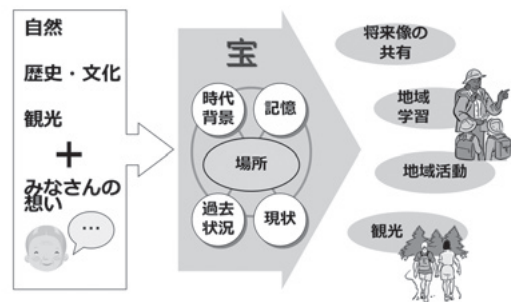 自然
歴史・文化
観光
＋
みなさんの
想い
…
宝
時代
背景
記憶
場所
過去
状況
現状
将来像の
共有
地域
学習
地域活動
観光